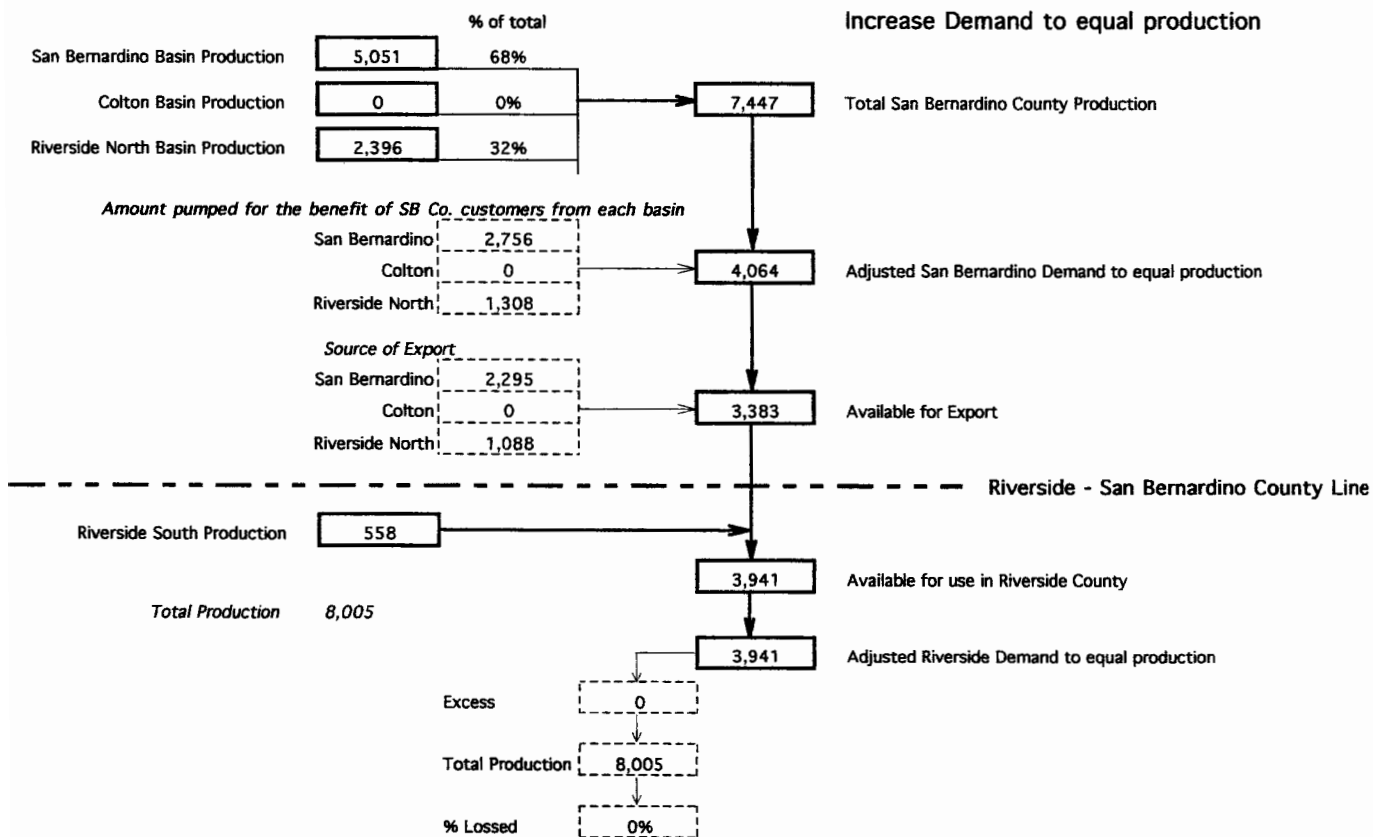 % of total
Increase Demand to equal production
San Bernardino Basin Production 5,051 68%
Colton Basin Production 0 0% 7,447 Total San Bernardino County Production
Riverside North Basin Production 2,396 32%
Amount pumped for the benefit of SB Co. customers from each basin
San Bernardino 2,756
Colton 0 4,064 Adjusted San Bernardino Demand to equal production
Riverside North 1,308
Source of Export
San Bernardino 2,295
Colton 0 3,383 Available for Export
Riverside North 1,088
Riverside - San Bernardino County Line
Riverside South Production 558
3,941 Available for use in Riverside County
Total Production 8,005
3,941 Adjusted Riverside Demand to equal production
Excess 0
Total Production 8,005
% Lossed 0%